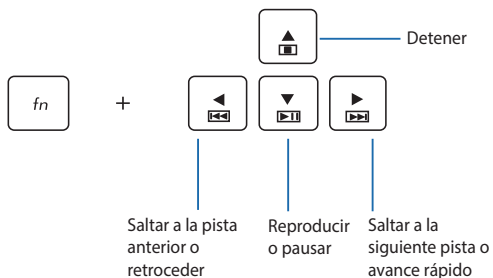 Detener
fn +
Saltar a la pista
anterior o
retroceder
Reproducir
o pausar
Saltar a la
siguiente pista o
avance rápido